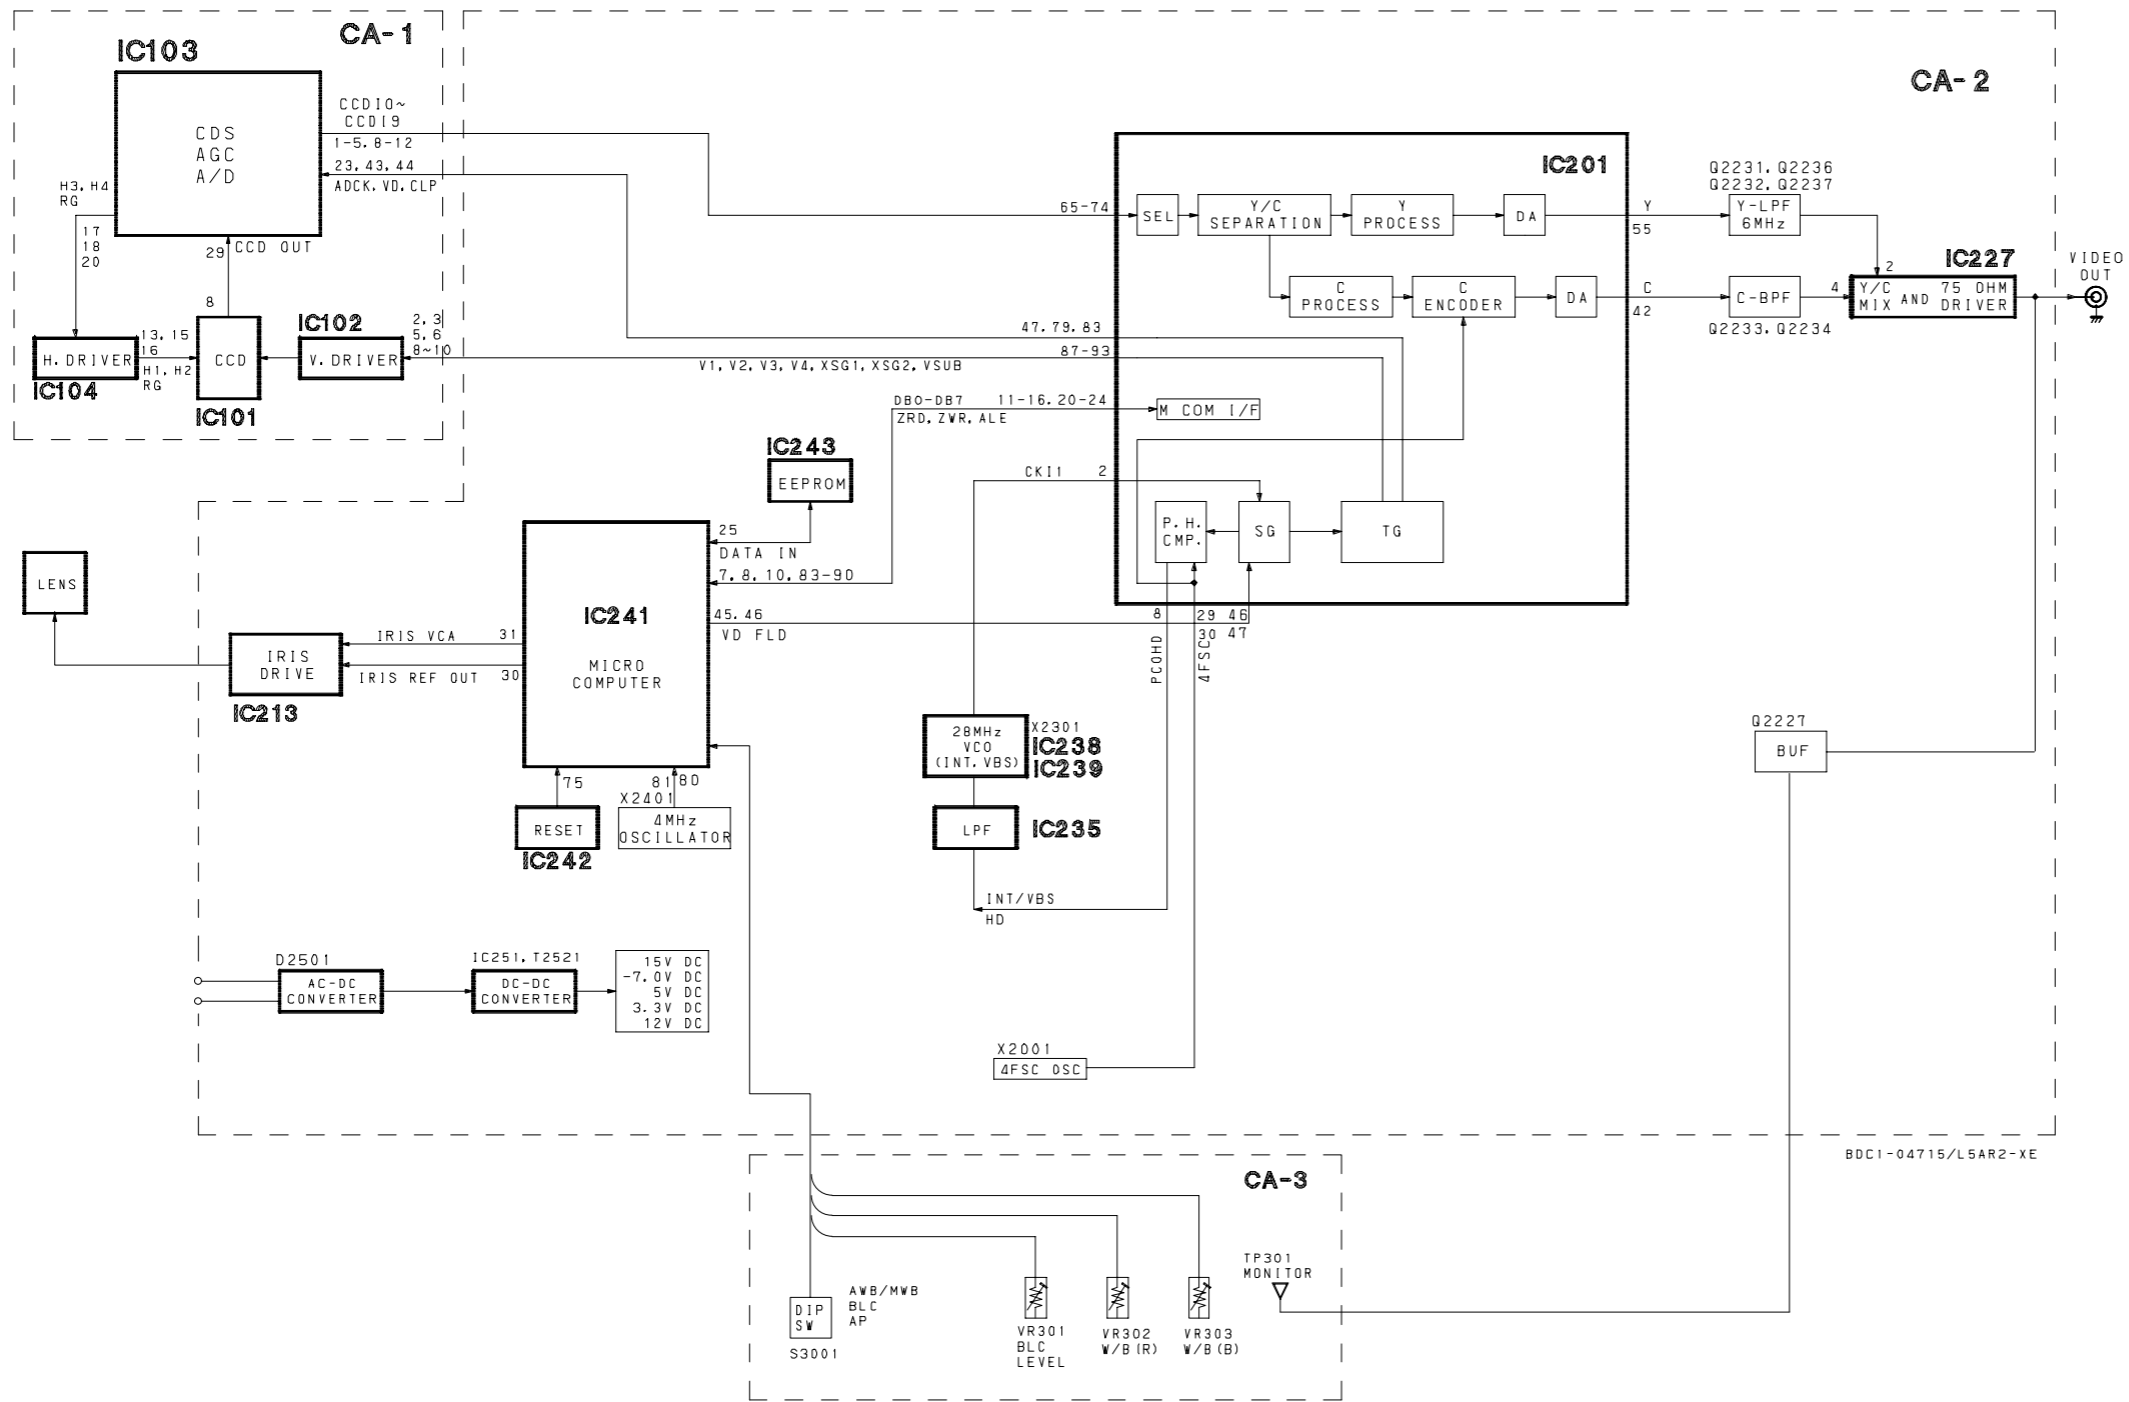 CA-1
IC103
CDS
AGC
A/D
CCDI0~
CCDI9
1-5,8-12
23,43,44
ADCK,VD,CLP
H3,H4
RG
17
18
20
29
CCD OUT
8
IC102
2,3
5,6
8~10
H.DRIVER
IC104
13,15
16
H1,H2
RG
CCD
IC101
V.DRIVER
CA-2
IC201
65-74
SEL
Y/C
SEPARATION
Y
PROCESS
DA
Y
55
Q2231,Q2236
Q2232,Q2237
Y-LPF
6MHz
C
PROCESS
C
ENCODER
DA
C
42
C-BPF
Q2233,Q2234
2
4
IC227
Y/C
MIX
AND
75 OHM
DRIVER
VIDEO
OUT
47,79,83
87-93
V1,V2,V3,V4,XSG1,XSG2,VSUB
DB0-DB7
11-16,20-24
ZRD,ZWR,ALE
M COM I/F
IC243
EEPROM
CKI1
2
P.H.
CMP.
SG
TG
25
DATA IN
7,8,10,83-90
IC241
MICRO
COMPUTER
45,46
VD FLD
8
29
30
46
47
PCOHD
4FSC
LENS
IRIS
DRIVE
IC213
IRIS VCA
31
IRIS REF OUT
30
75
81
80
X2401
RESET
IC242
4MHz
OSCILLATOR
28MHz
VCO
(INT,VBS)
X2301
IC238
IC239
LPF
IC235
INT/VBS
HD
Q2227
BUF
D2501
AC-DC
CONVERTER
IC251,T2521
DC-DC
CONVERTER
15V DC
-7.0V DC
5V DC
3.3V DC
12V DC
X2001
4FSC OSC
BDC1-04715/L5AR2-XE
CA-3
TP301
MONITOR
DIP
SW
S3001
AWB/MWB
BLC
AP
VR301
BLC
LEVEL
VR302
W/B(R)
VR303
W/B(B)